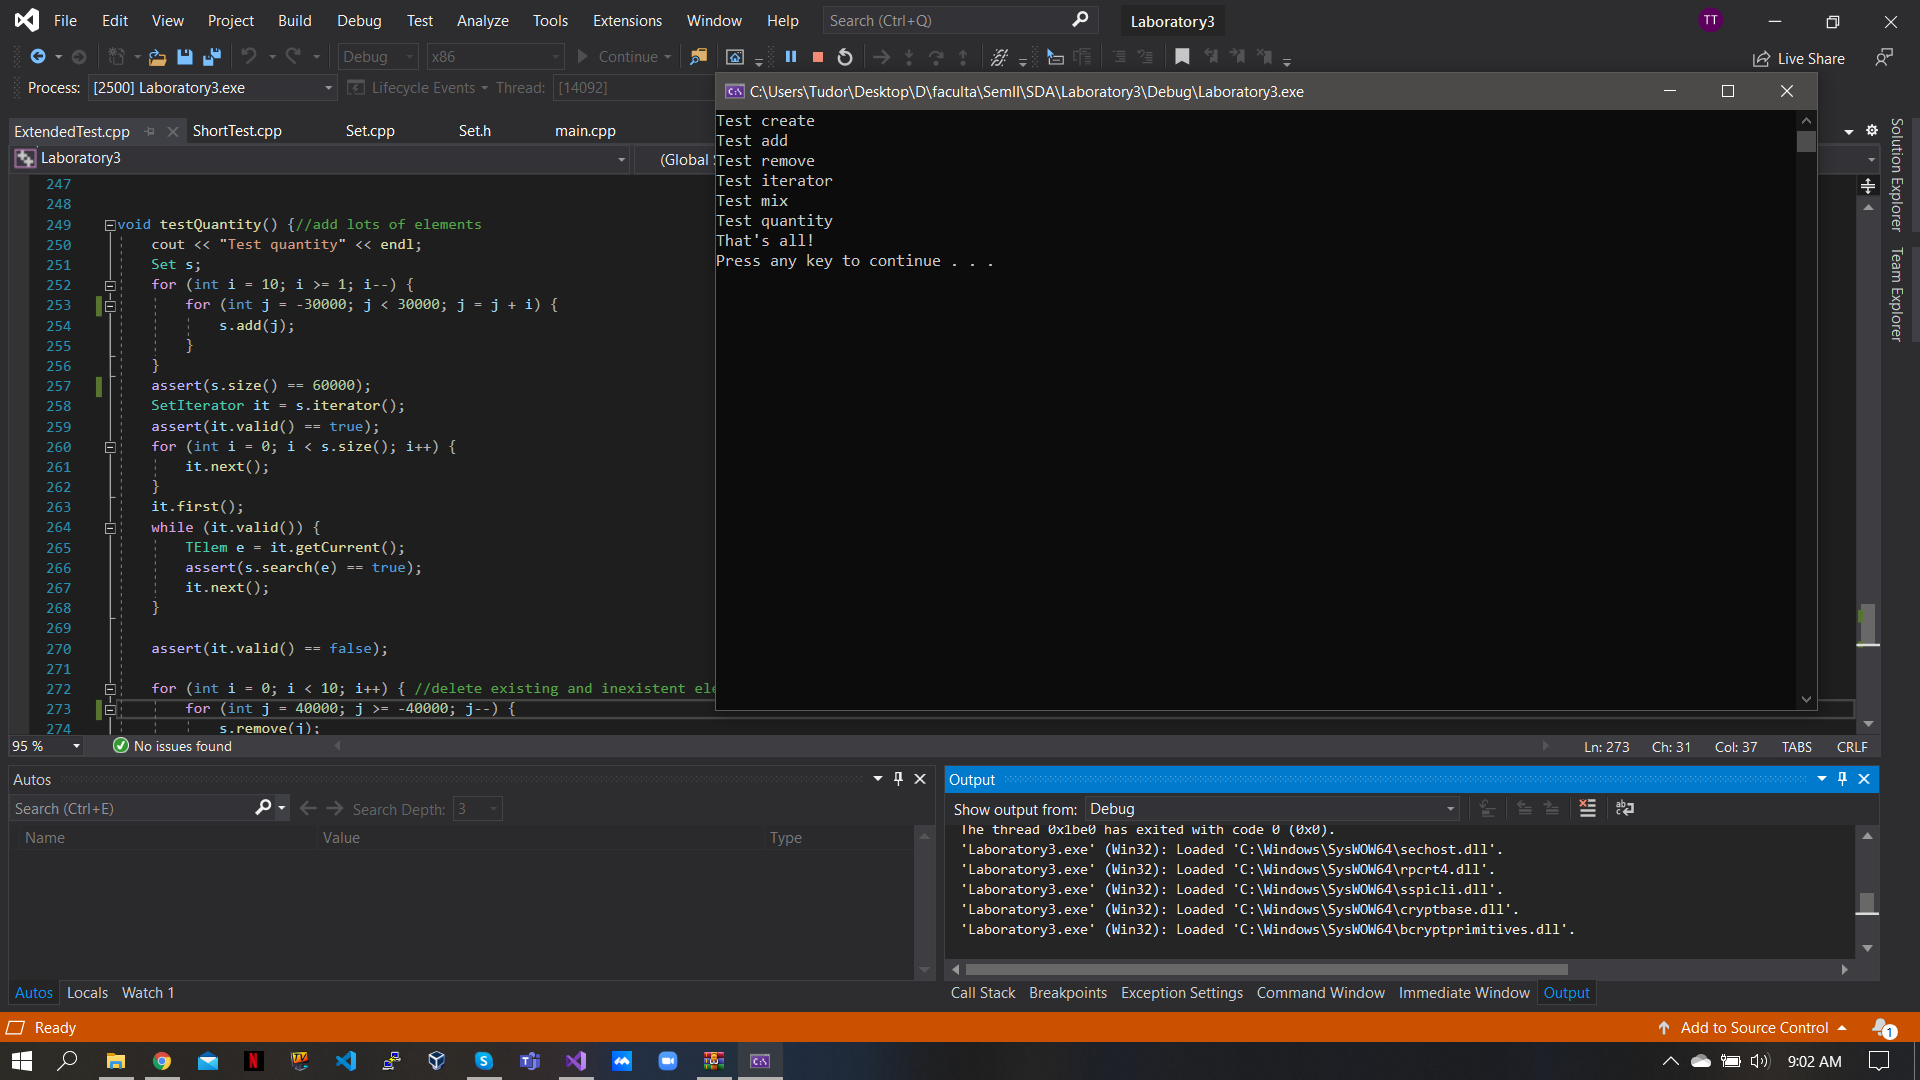 File Edit View Project Build Debug Test Analyze Tools Extensions Window Help Search (Ctrl+Q) Laboratory3 TT
Debug x86 Continue Live Share
Process: [2500] Laboratory3.exe Lifecycle Events Thread: [14092]
C:\Users\Tudor\Desktop\D\faculta\SemII\SDA\Laboratory3\Debug\Laboratory3.exe
Test create
Test add
Test remove
Test iterator
Test mix
Test quantity
That's all!
Press any key to continue . . .
ExtendedTest.cpp ShortTest.cpp Set.cpp Set.h main.cpp
Laboratory3 (Global
247
248
249 void testQuantity() {//add lots of elements
250 cout << "Test quantity" << endl;
251 Set s;
252 for (int i = 10; i >= 1; i--) {
253 for (int j = -30000; j < 30000; j = j + i) {
254 s.add(j);
255 }
256 }
257 assert(s.size() == 60000);
258 SetIterator it = s.iterator();
259 assert(it.valid() == true);
260 for (int i = 0; i < s.size(); i++) {
261 it.next();
262 }
263 it.first();
264 while (it.valid()) {
265 TElem e = it.getCurrent();
266 assert(s.search(e) == true);
267 it.next();
268 }
269
270 assert(it.valid() == false);
271
272 for (int i = 0; i < 10; i++) { //delete existing and inexistent ele
273 for (int j = 40000; j >= -40000; j--) {
274 s.remove(j);
Solution Explorer
Team Explorer
95 % No issues found Ln: 273 Ch: 31 Col: 37 TABS CRLF
Autos
Search (Ctrl+E) Search Depth: 3
Name Value Type
Autos Locals Watch 1
Output
Show output from: Debug
The thread 0x1be0 has exited with code 0 (0x0).
'Laboratory3.exe' (Win32): Loaded 'C:\Windows\SysWOW64\sechost.dll'.
'Laboratory3.exe' (Win32): Loaded 'C:\Windows\SysWOW64\rpcrt4.dll'.
'Laboratory3.exe' (Win32): Loaded 'C:\Windows\SysWOW64\sspicli.dll'.
'Laboratory3.exe' (Win32): Loaded 'C:\Windows\SysWOW64\cryptbase.dll'.
'Laboratory3.exe' (Win32): Loaded 'C:\Windows\SysWOW64\bcryptprimitives.dll'.
Call Stack Breakpoints Exception Settings Command Window Immediate Window Output
Ready Add to Source Control 1
9:02 AM